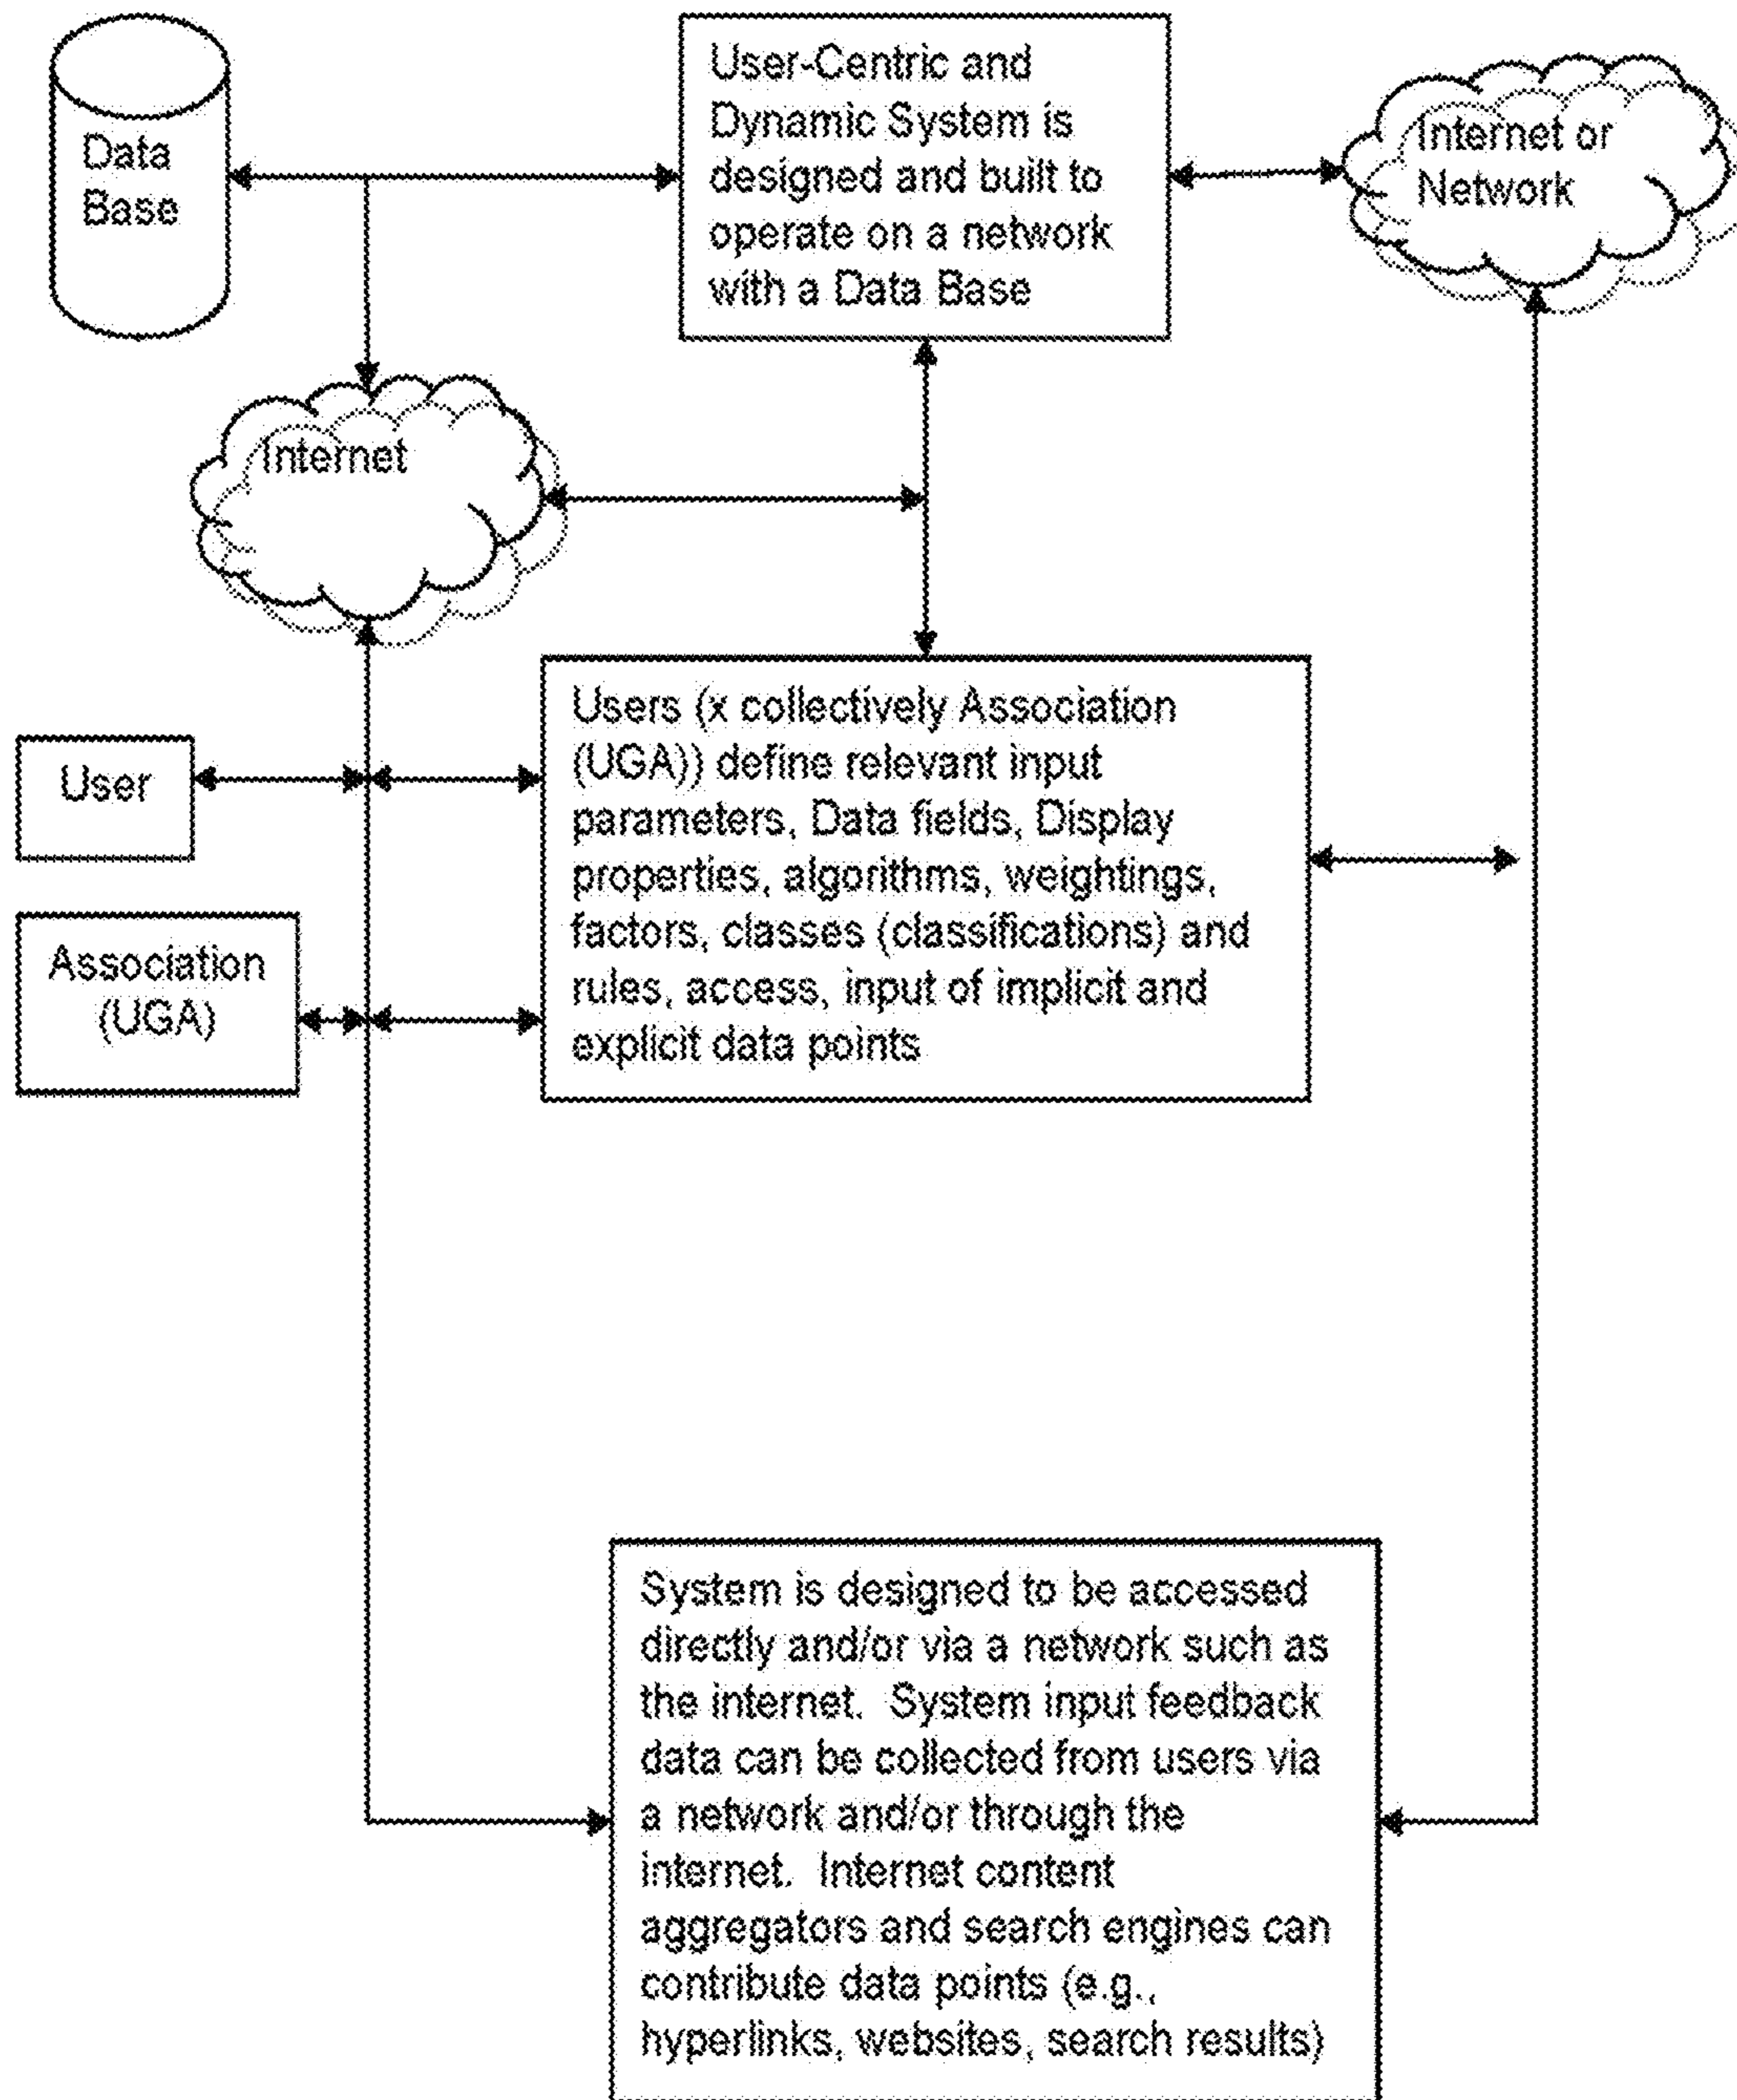 Data
Base
User-Centric and
Dynamic System is
designed and built to
operate on a network
with a Data Base
Internet or
Network
Internet
User
Association
(UGA)
Users (x collectively Association
(UGA)) define relevant input
parameters, Data fields, Display
properties, algorithms, weightings,
factors, classes (classifications) and
rules, access, input of implicit and
explicit data points
System is designed to be accessed
directly and/or via a network such as
the internet.  System input feedback
data can be collected from users via
a network and/or through the
internet.  Internet content
aggregators and search engines can
contribute data points (e.g.,
hyperlinks, websites, search results)